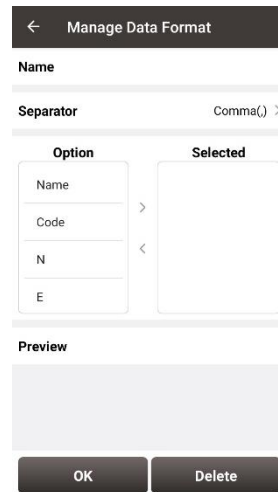 Manage Data Format
Name
Separator Comma(,)
Option Selected
Name
Code
N
E
Preview
OK Delete